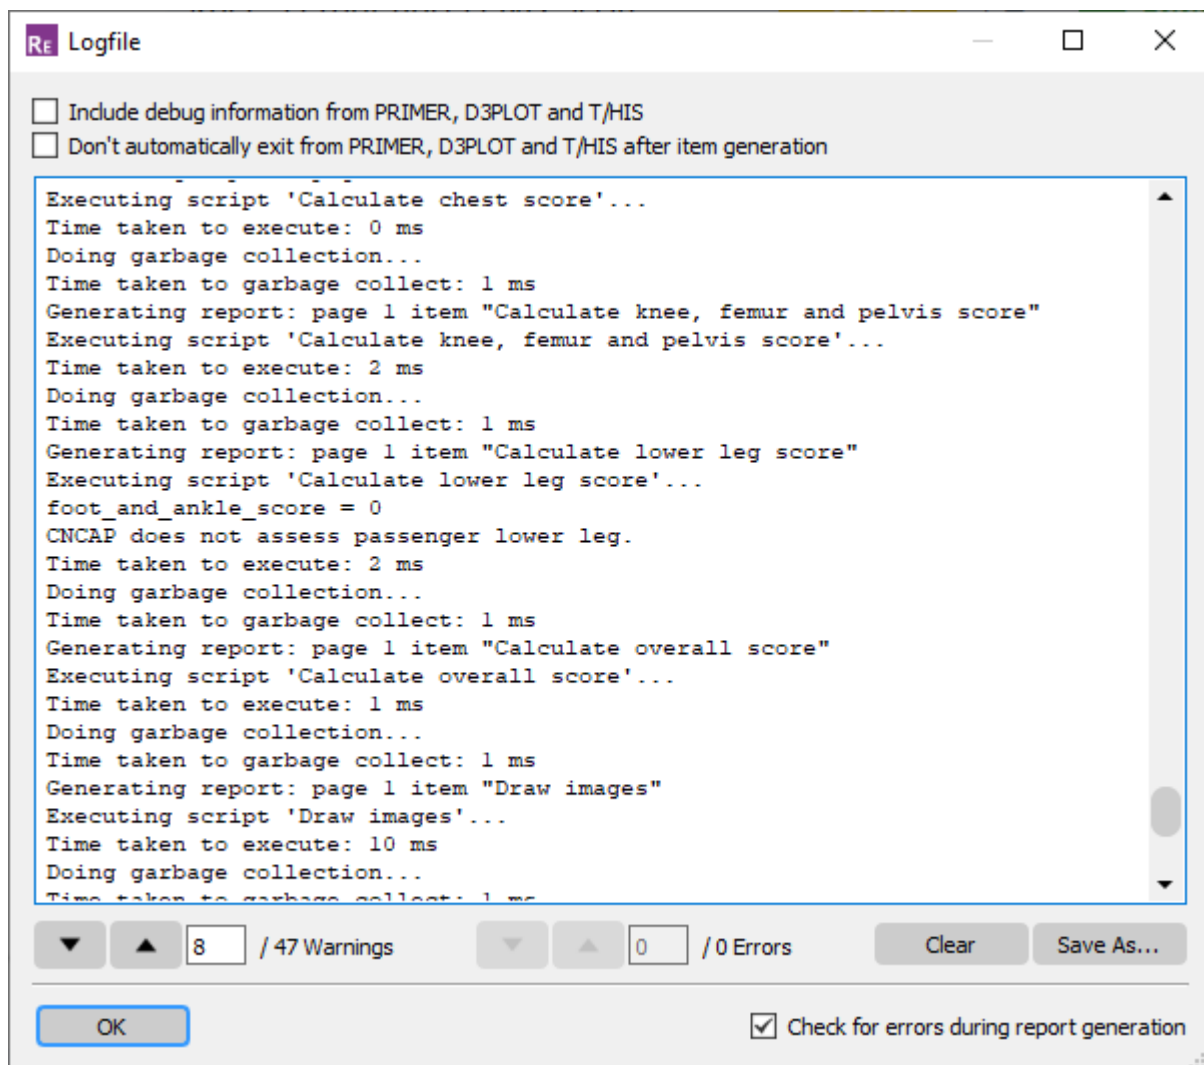 RE Logfile
Include debug information from PRIMER, D3PLOT and T/HIS
Don't automatically exit from PRIMER, D3PLOT and T/HIS after item generation
Executing script 'Calculate chest score'...
Time taken to execute: 0 ms
Doing garbage collection...
Time taken to garbage collect: 1 ms
Generating report: page 1 item "Calculate knee, femur and pelvis score"
Executing script 'Calculate knee, femur and pelvis score'...
Time taken to execute: 2 ms
Doing garbage collection...
Time taken to garbage collect: 1 ms
Generating report: page 1 item "Calculate lower leg score"
Executing script 'Calculate lower leg score'...
foot_and_ankle_score = 0
CNCAP does not assess passenger lower leg.
Time taken to execute: 2 ms
Doing garbage collection...
Time taken to garbage collect: 1 ms
Generating report: page 1 item "Calculate overall score"
Executing script 'Calculate overall score'...
Time taken to execute: 1 ms
Doing garbage collection...
Time taken to garbage collect: 1 ms
Generating report: page 1 item "Draw images"
Executing script 'Draw images'...
Time taken to execute: 10 ms
Doing garbage collection...
Time taken to garbage collect: 1 ms
8 / 47 Warnings 0 / 0 Errors Clear Save As...
OK Check for errors during report generation